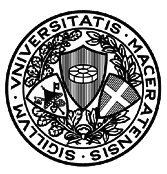 SIGILLVM · VNIVERSITATIS · MACERATENSIS ·